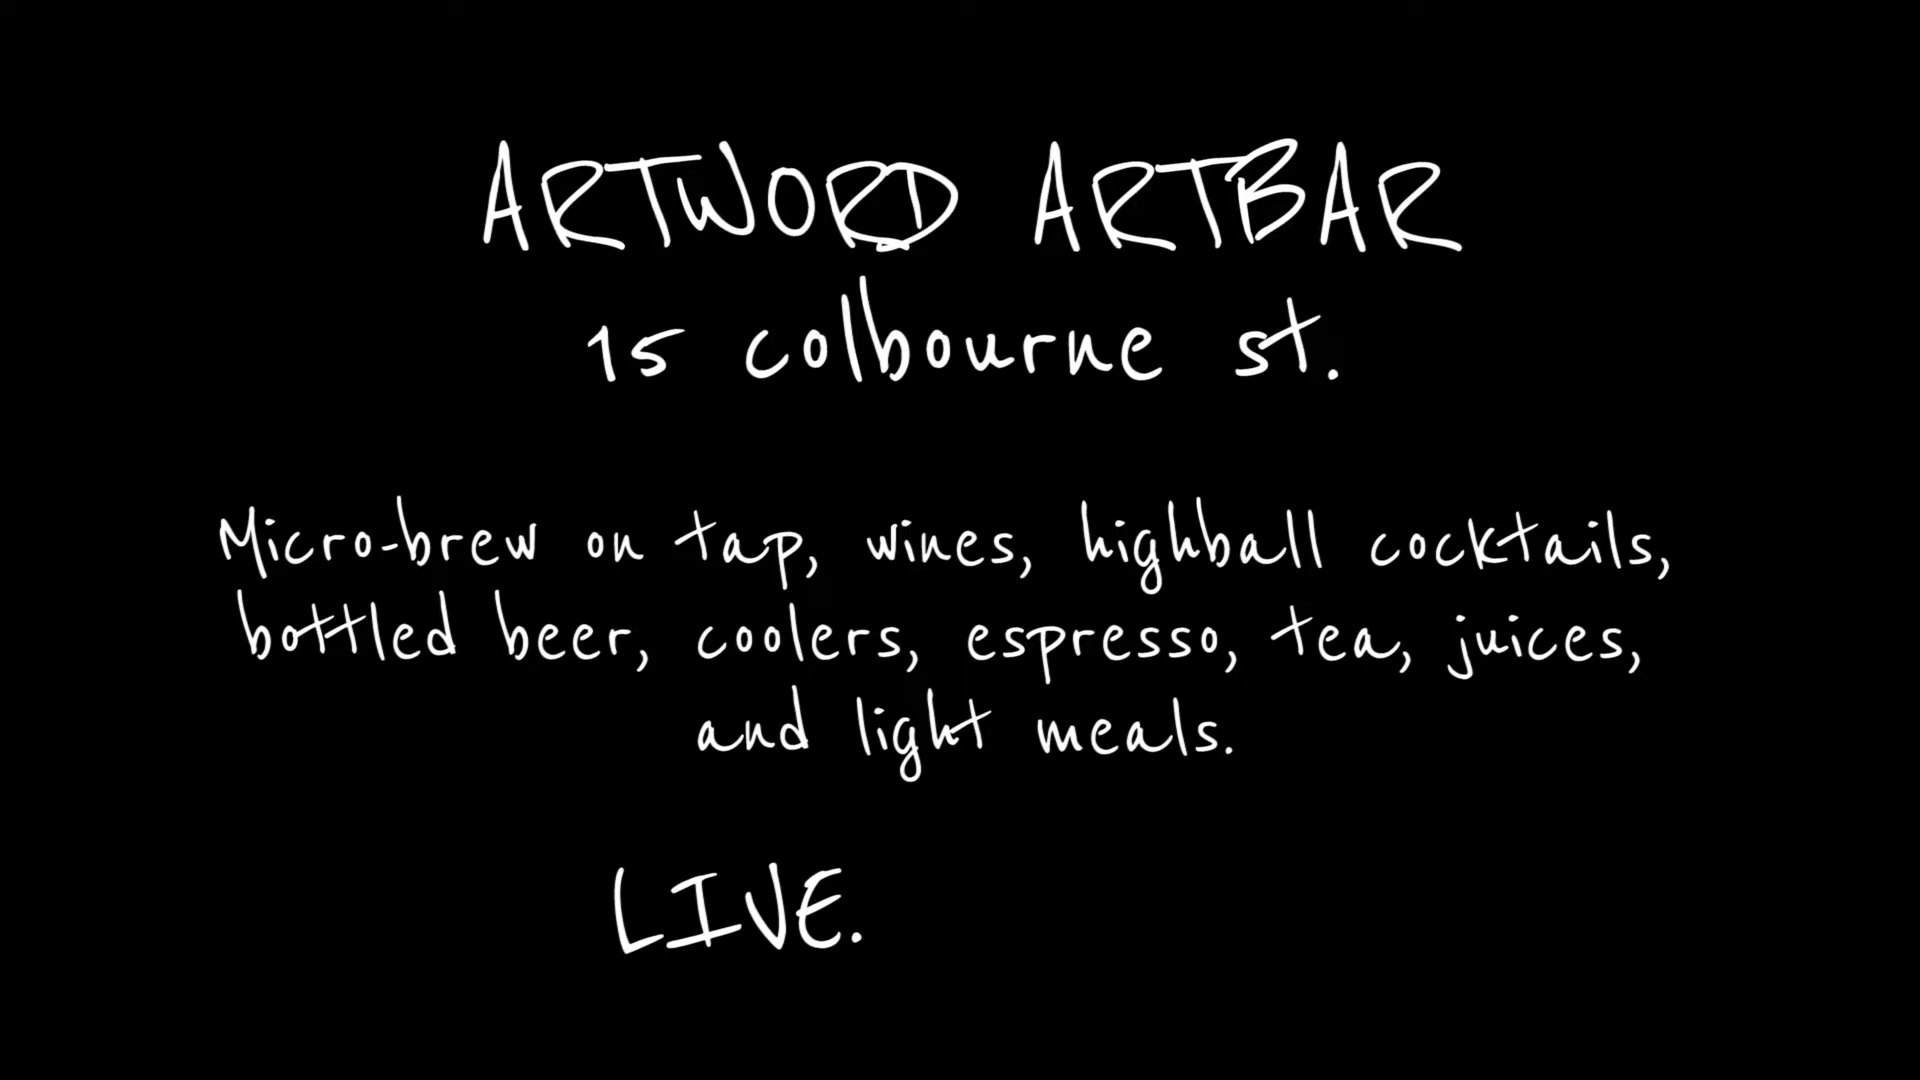 ARTWORD ARTBAR
15 colbourne st.
Micro-brew on tap, wines, highball cocktails,
bottled beer, coolers, espresso, tea, juices,
and light meals.
LIVE.